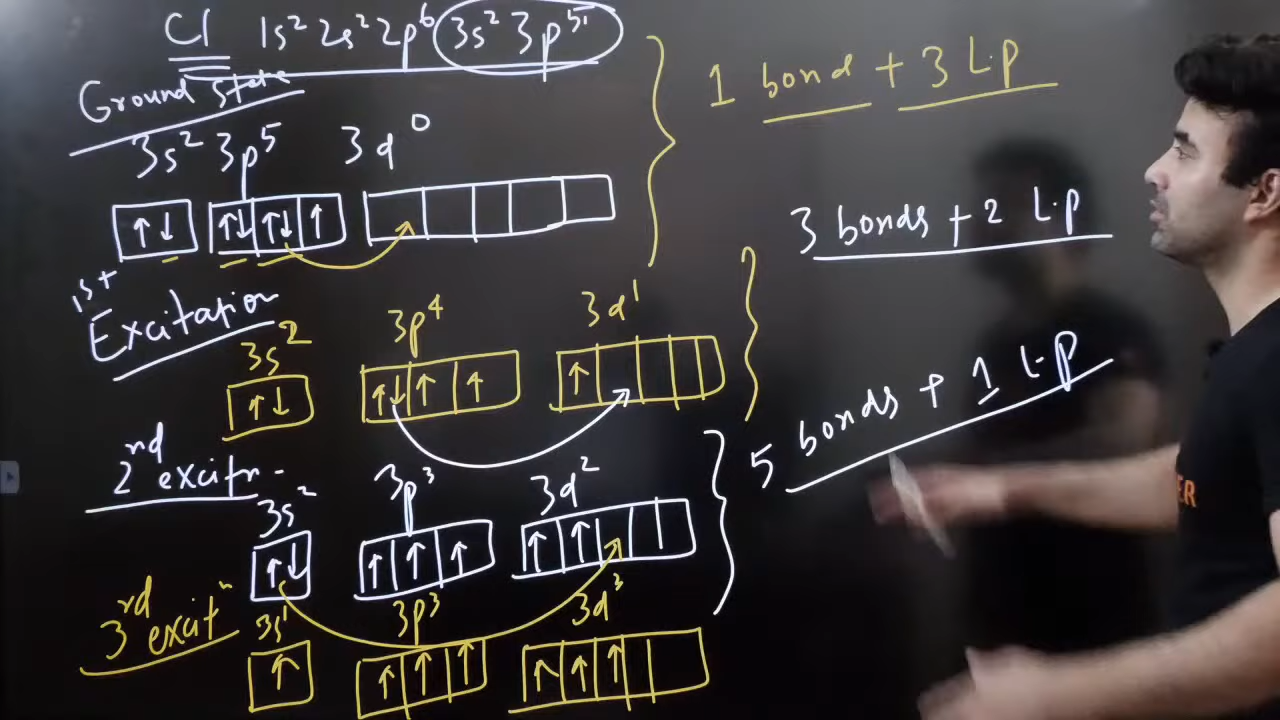 Cl 1s² 2s² 2p⁶ 3s² 3p⁵
Ground State
3s² 3p⁵ 3d⁰
↑↓ ↑↓ ↑↓ ↑
1 bond + 3 L.p
1st
Excitation
3s² 3p⁴ 3d¹
↑↓ ↑↓ ↑ ↑ ↑
3 bonds + 2 L.p
2nd excitn -
3s² 3p³ 3d²
↑↓ ↑ ↑ ↑ ↑ ↑
5 bonds + 1 L.p
3rd excitn
3s¹ 3p³ 3d³
↑ ↑ ↑ ↑ ↑ ↑ ↑
ER